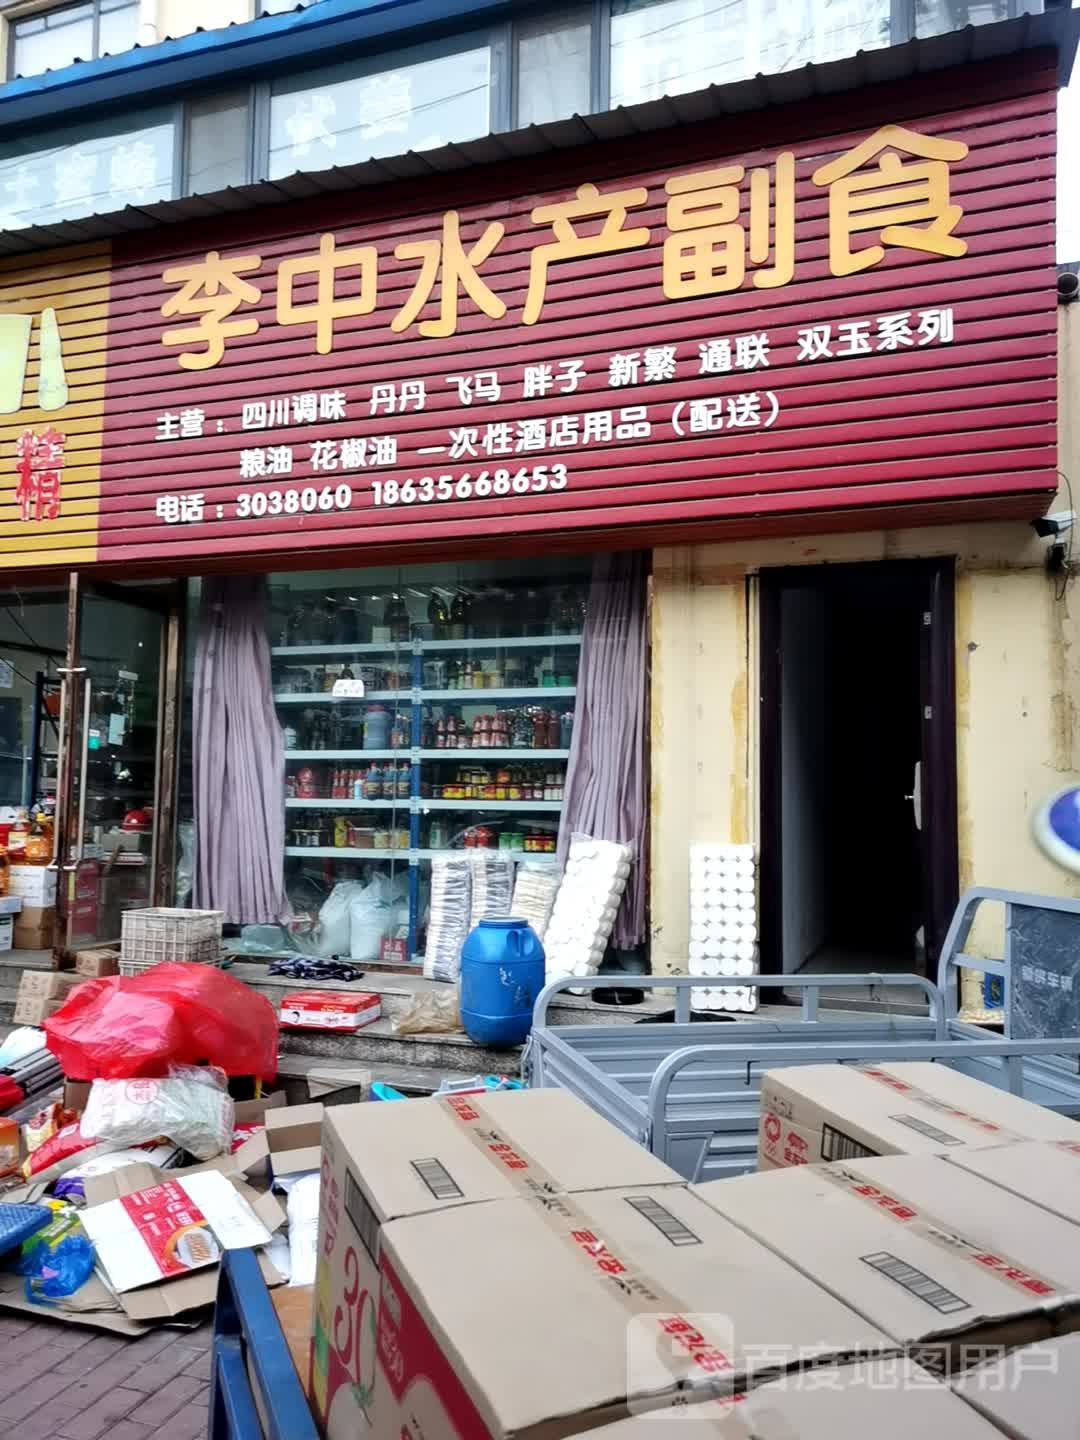 李中水产副食
主营：四川调味 丹丹 飞马 胖子 新繁 通联 双玉系列
粮油 花椒油 一次性酒店用品（配送）
电话：3038060 18635668653
精
30
百度地图用户